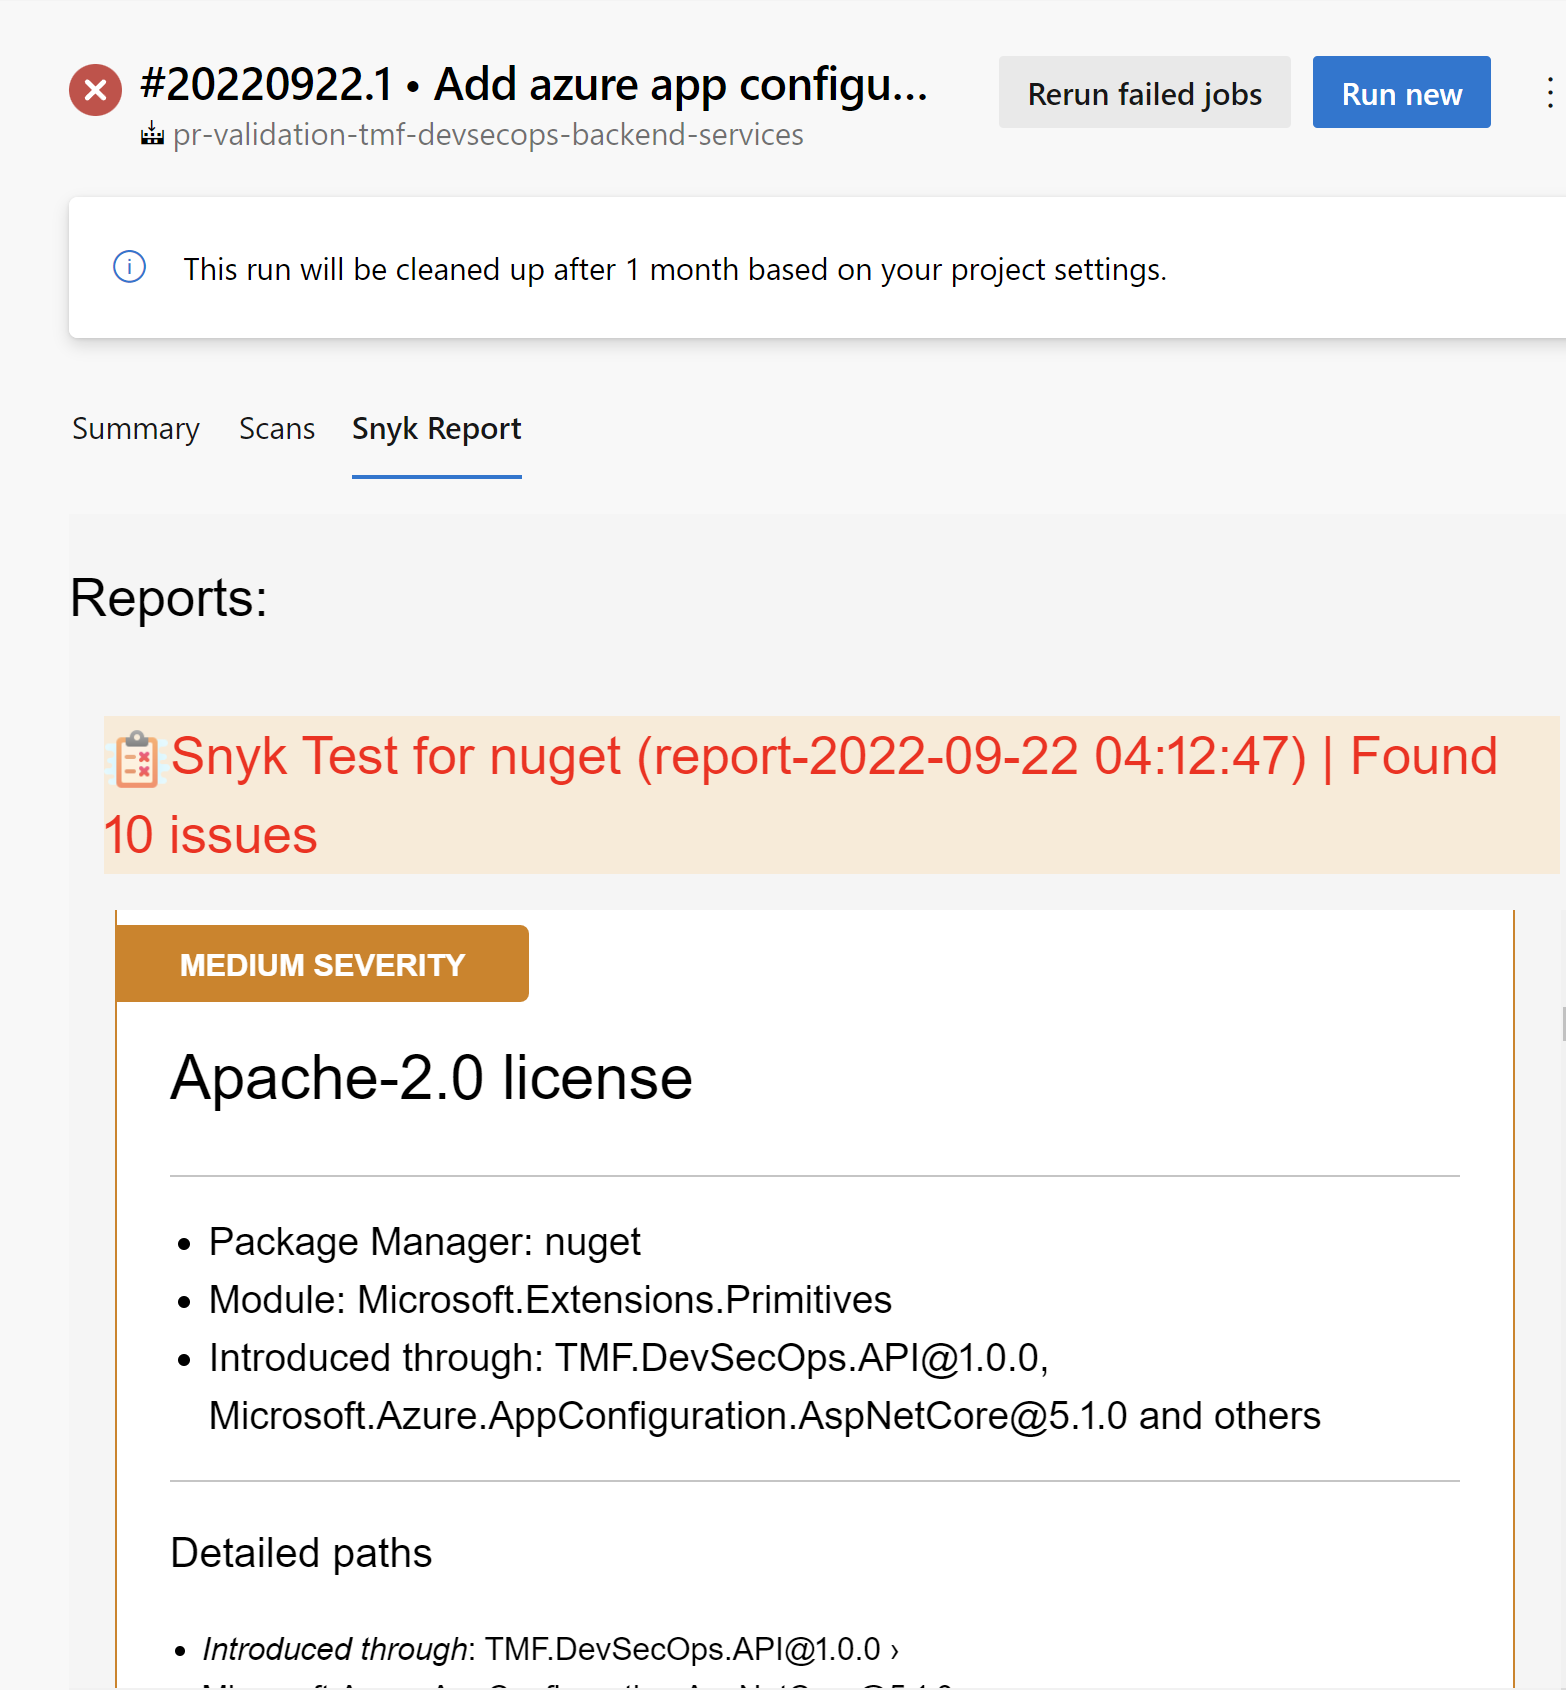 #20220922.1 • Add azure app configu...
Rerun failed jobs
Run new
pr-validation-tmf-devsecops-backend-services
This run will be cleaned up after 1 month based on your project settings.
Summary
Scans
Snyk Report
Reports:
Snyk Test for nuget (report-2022-09-22 04:12:47) | Found
10 issues
MEDIUM SEVERITY
Apache-2.0 license
• Package Manager: nuget
• Module: Microsoft.Extensions.Primitives
• Introduced through: TMF.DevSecOps.API@1.0.0,
Microsoft.Azure.AppConfiguration.AspNetCore@5.1.0 and others
Detailed paths
• Introduced through: TMF.DevSecOps.API@1.0.0 ›